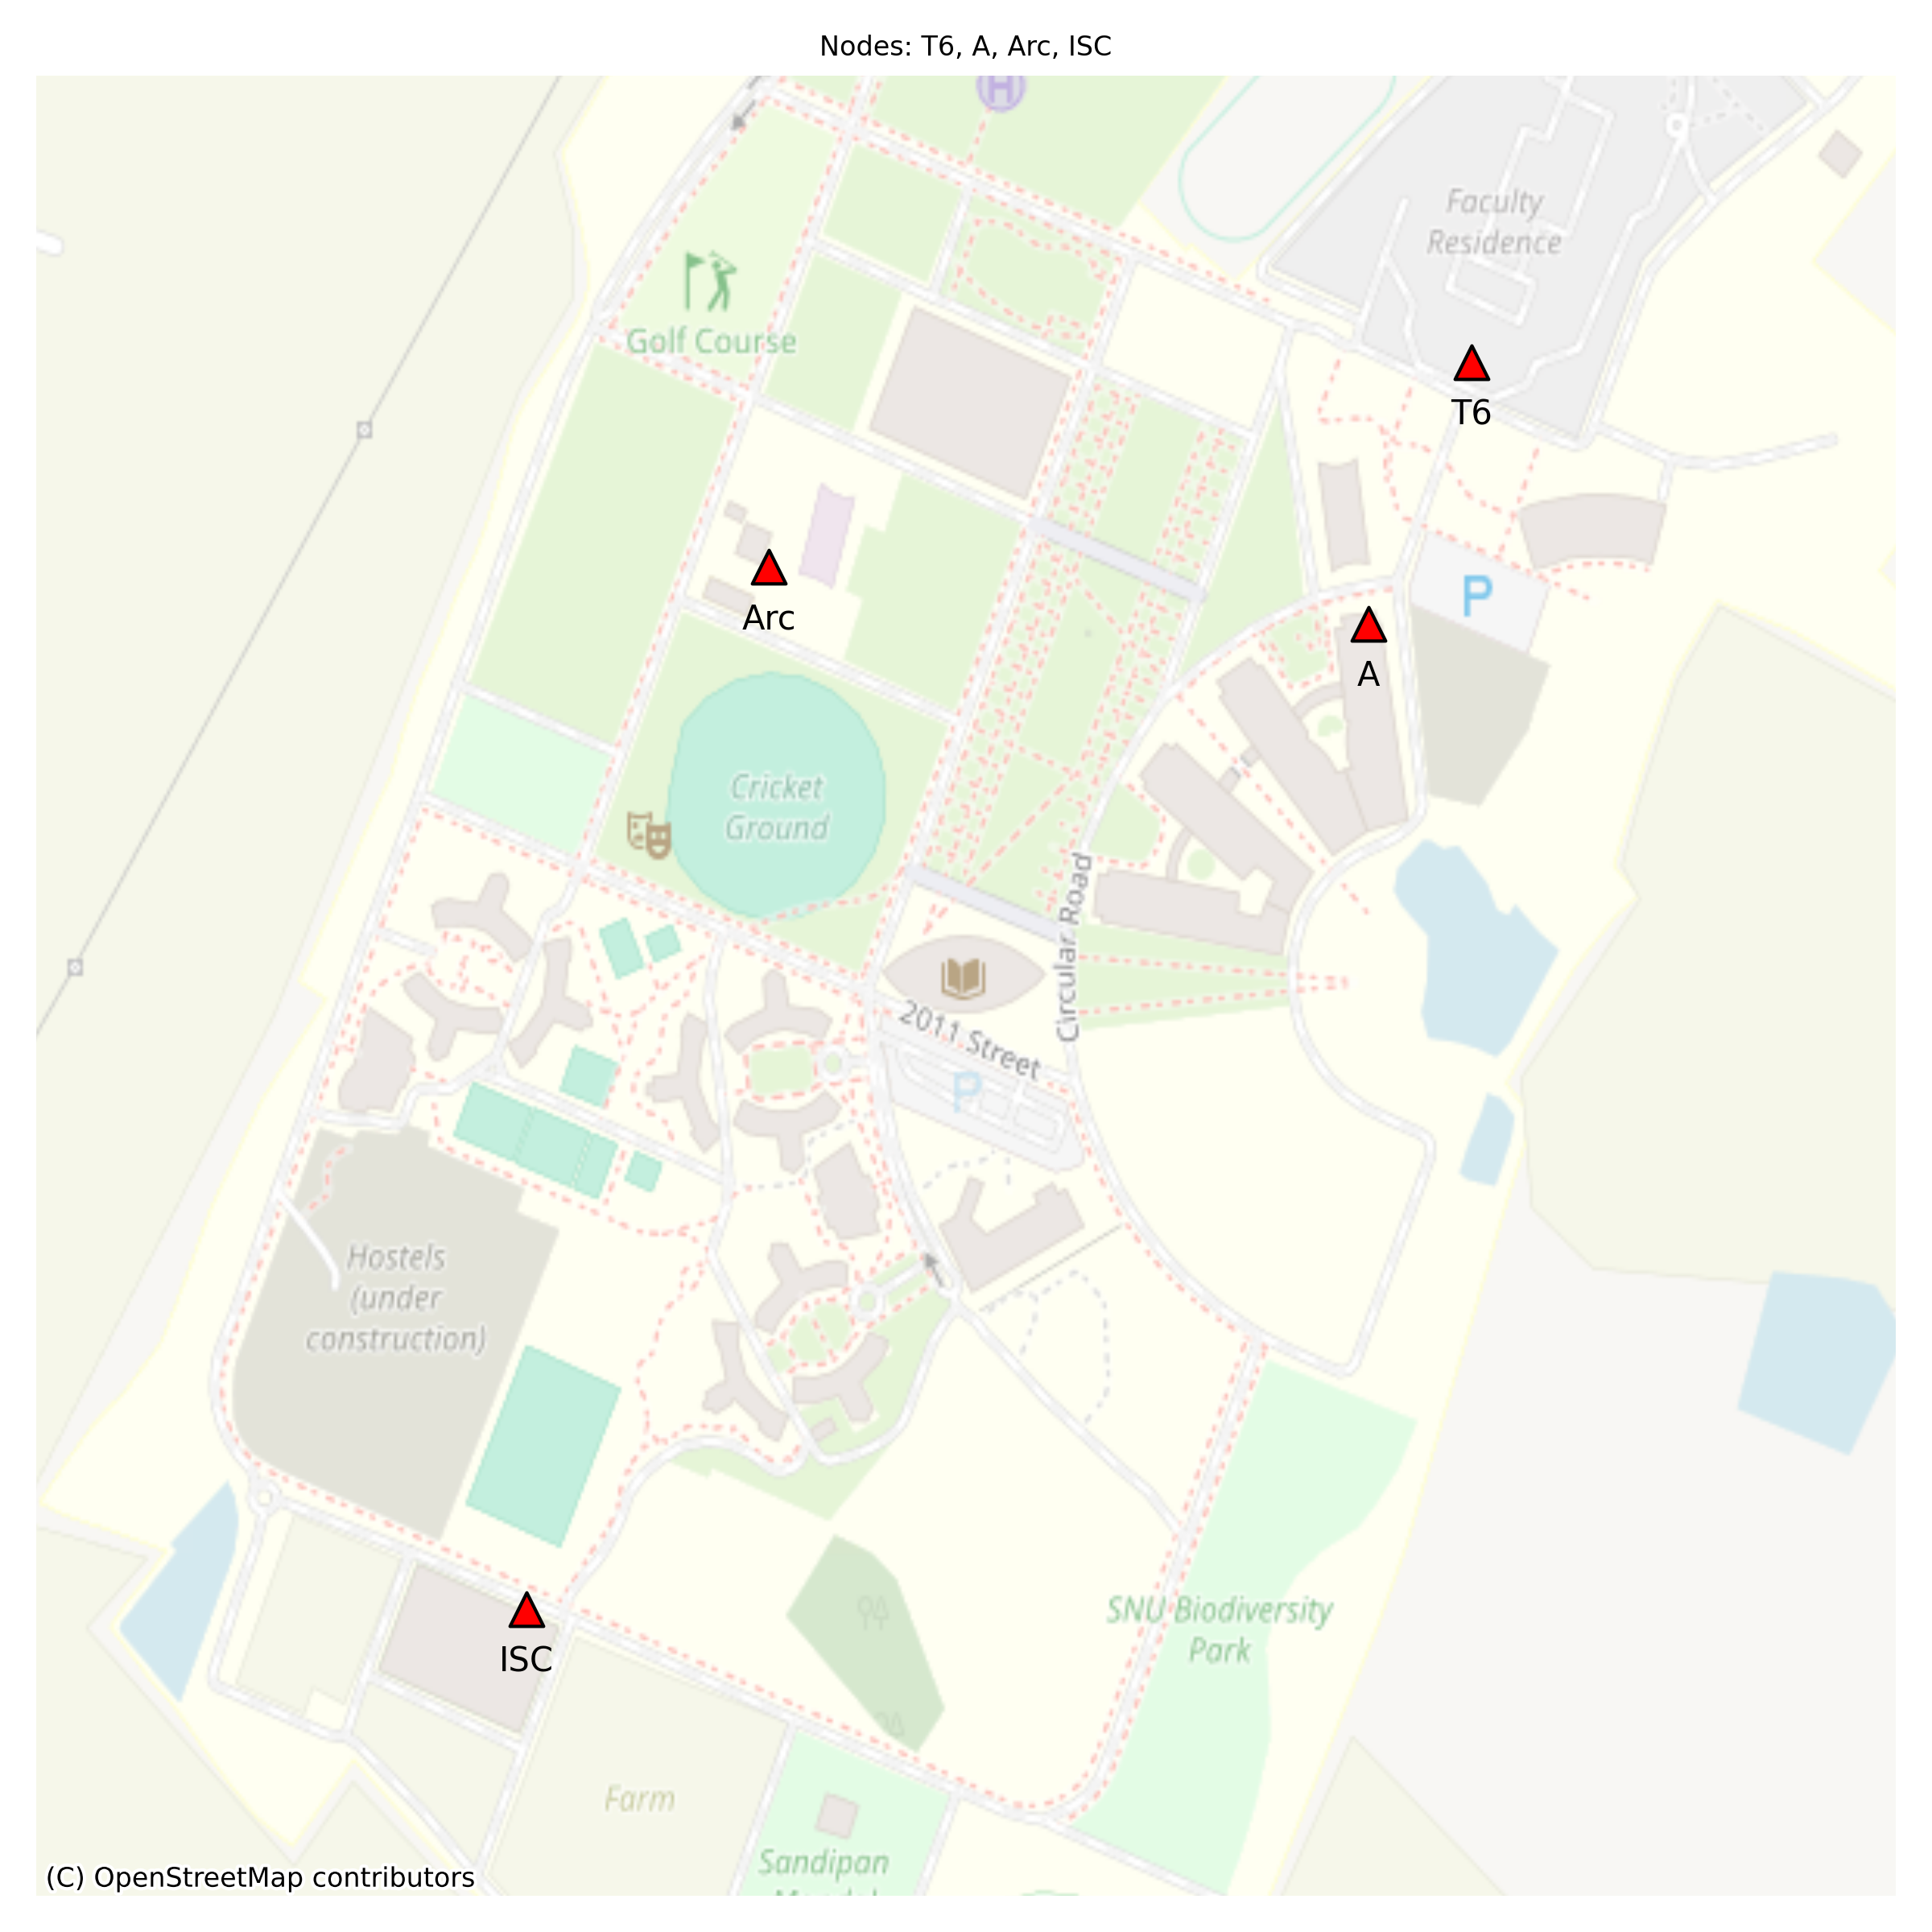 Nodes: T6, A, Arc, ISC
H
Faculty
Residence
Golf Course
T6
Arc
P
A
Cricket
Ground
Circular Road
2011 Street
P
Hostels
(under
construction)
SNU Biodiversity
Park
ISC
Farm
Sandipan
(C) OpenStreetMap contributors